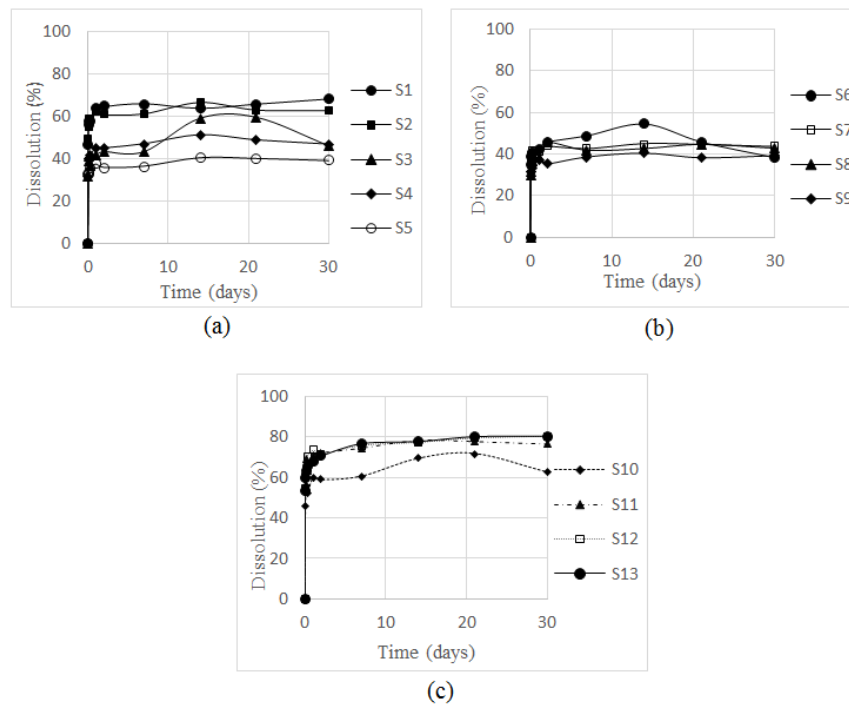 100
80
60
40
20
0
Dissolution (%)
0 10 20 30
Time (days)
S1
S2
S3
S4
S5
(a)
100
80
60
40
20
0
Dissolution (%)
0 10 20 30
Time (days)
S6
S7
S8
S9
(b)
100
80
60
40
20
0
Dissolution (%)
0 10 20 30
Time (days)
S10
S11
S12
S13
(c)